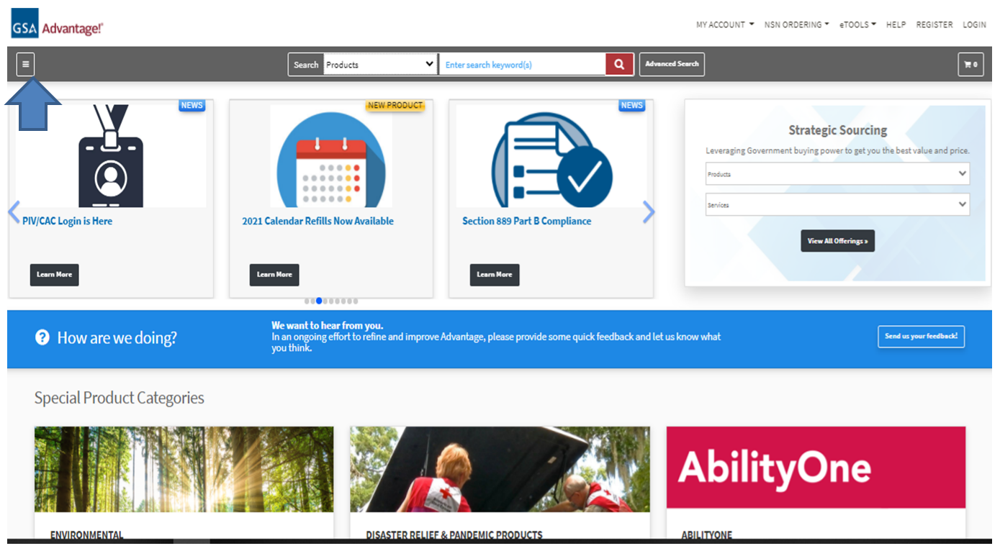 GSA Advantage!
MY ACCOUNT NSN ORDERING eTOOLS HELP REGISTER LOGIN
Search Products Enter search keyword(s) Advanced Search 0
NEWS
PIV/CAC Login is Here
Learn More
NEW PRODUCT
2021 Calendar Refills Now Available
Learn More
NEWS
Section 889 Part B Compliance
Learn More
Strategic Sourcing
Leveraging Government buying power to get you the best value and price.
Products
Services
View All Offerings »
? How are we doing?
We want to hear from you.
In an ongoing effort to refine and improve Advantage, please provide some quick feedback and let us know what
you think.
Send us your feedback!
Special Product Categories
AbilityOne
ENVIRONMENTAL
DISASTER RELIEF & PANDEMIC PRODUCTS
ABILITYONE